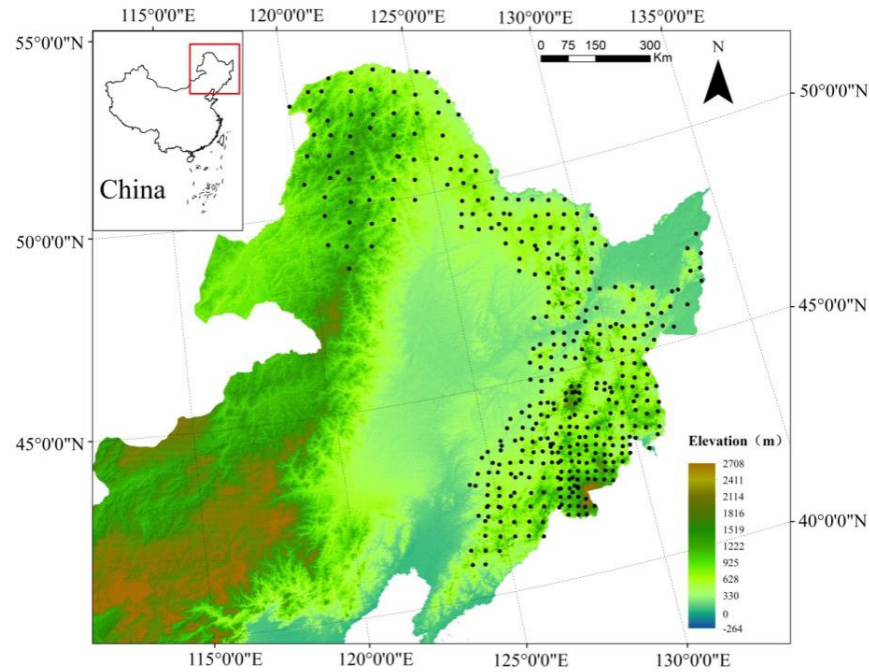 115°0'0"E 120°0'0"E 125°0'0"E 130°0'0"E 135°0'0"E
55°0'0"N
50°0'0"N
45°0'0"N
0 75 150 300
Km
N
50°0'0"N
45°0'0"N
40°0'0"N
China
Elevation（m）
2708
2411
2114
1816
1519
1222
925
628
330
0
-264
115°0'0"E 120°0'0"E 125°0'0"E 130°0'0"E